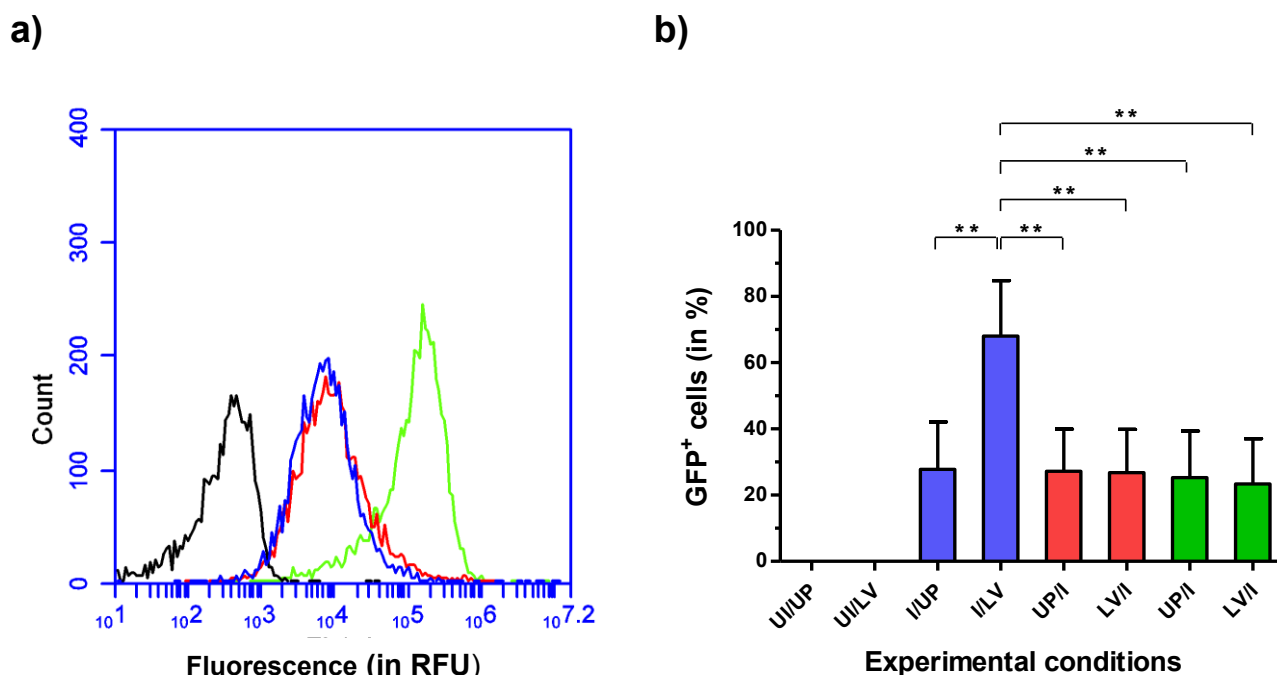 a)
b)
400
300
200
100
0
Count
10^1 10^2 10^3 10^4 10^5 10^6 10^7.2
Fluorescence (in RFU)
** 
**
**
** **
100
80
60
40
20
0
GFP+ cells (in %)
UI/UP UI/LV I/UP I/LV UP/I LV/I UP/I LV/I
Experimental conditions